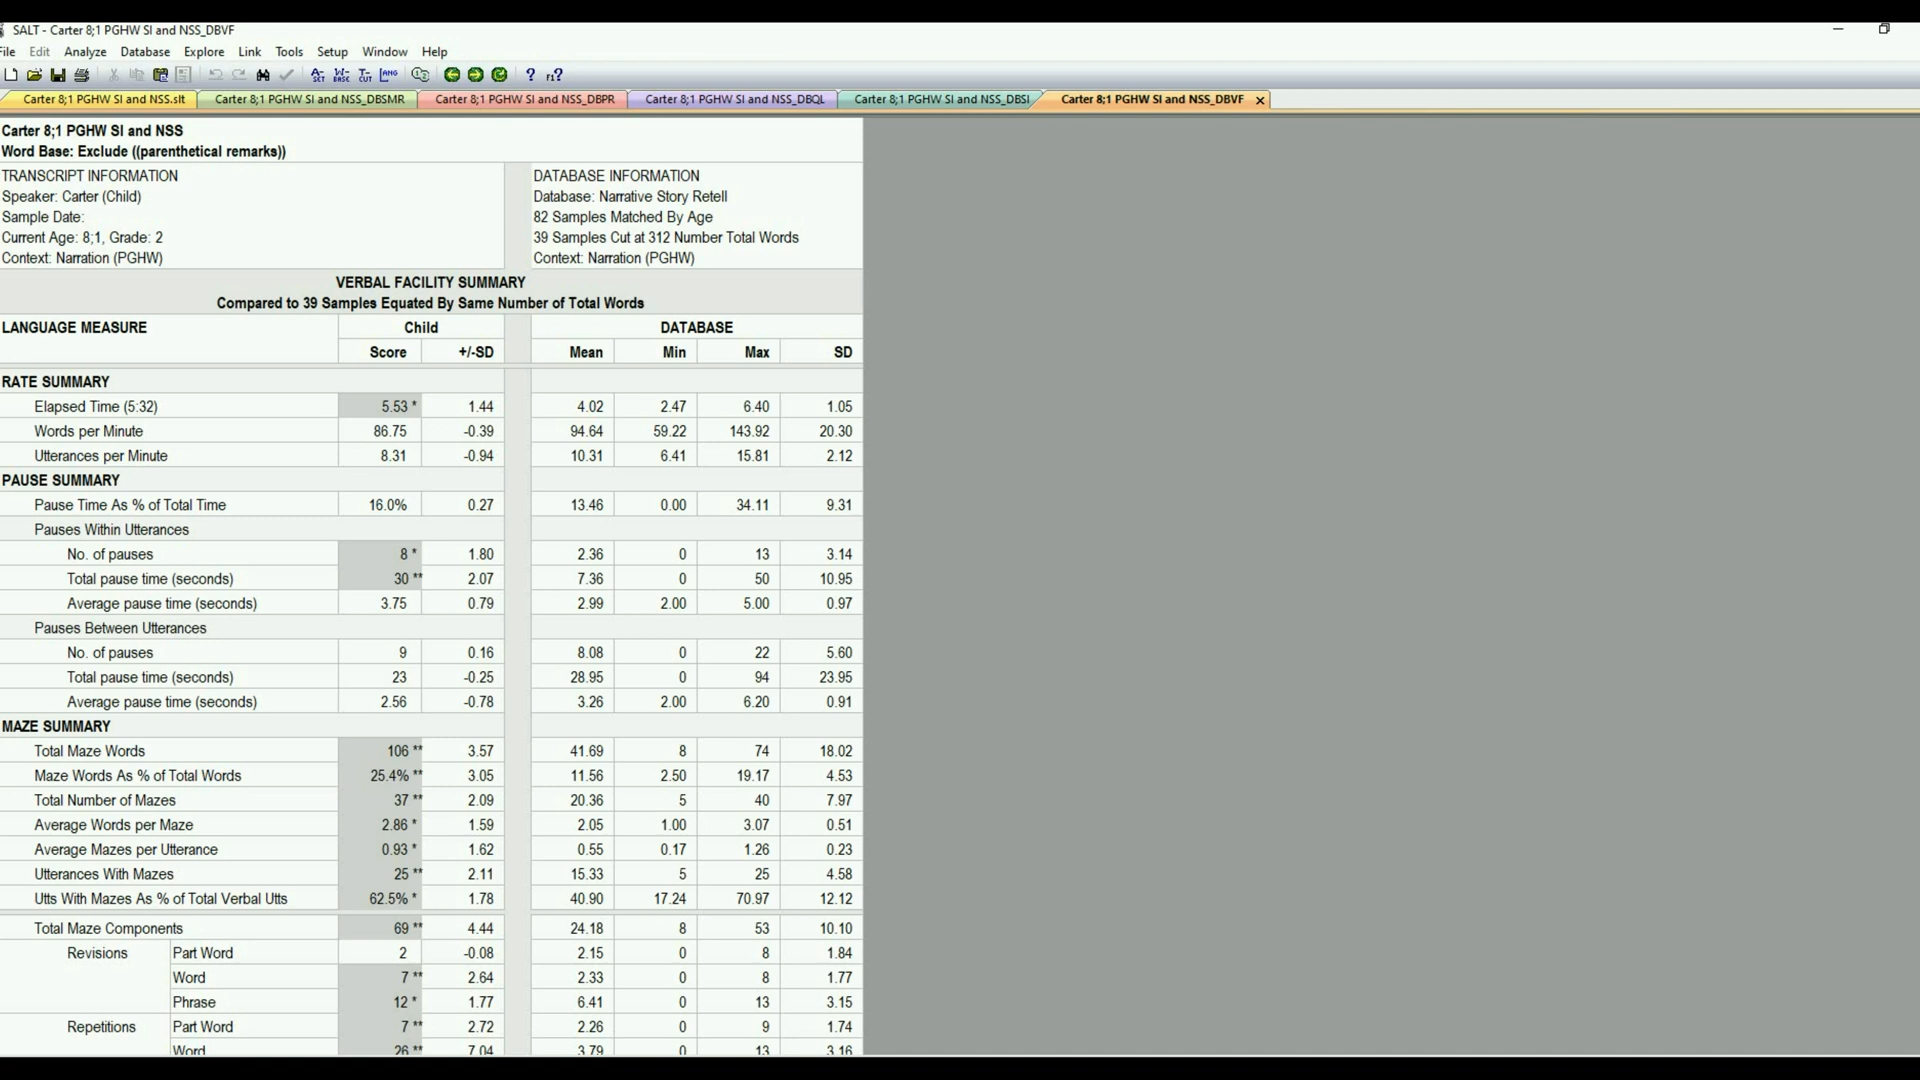 SALT - Carter 8;1 PGHW SI and NSS_DBVF
File Edit Analyze Database Explore Link Tools Setup Window Help
A-SET W-BASE T-CUT LANG ? r1?
Carter 8;1 PGHW SI and NSS.slt Carter 8;1 PGHW SI and NSS_DBSMR Carter 8;1 PGHW SI and NSS_DBPR Carter 8;1 PGHW SI and NSS_DBQL Carter 8;1 PGHW SI and NSS_DBSI Carter 8;1 PGHW SI and NSS_DBVF
Carter 8;1 PGHW SI and NSS
Word Base: Exclude ((parenthetical remarks))
TRANSCRIPT INFORMATION DATABASE INFORMATION
Speaker: Carter (Child) Database: Narrative Story Retell
Sample Date: 82 Samples Matched By Age
Current Age: 8;1, Grade: 2 39 Samples Cut at 312 Number Total Words
Context: Narration (PGHW) Context: Narration (PGHW)
VERBAL FACILITY SUMMARY
Compared to 39 Samples Equated By Same Number of Total Words
LANGUAGE MEASURE Child DATABASE
Score +/-SD Mean Min Max SD
RATE SUMMARY
Elapsed Time (5:32) 5.53 * 1.44 4.02 2.47 6.40 1.05
Words per Minute 86.75 -0.39 94.64 59.22 143.92 20.30
Utterances per Minute 8.31 -0.94 10.31 6.41 15.81 2.12
PAUSE SUMMARY
Pause Time As % of Total Time 16.0% 0.27 13.46 0.00 34.11 9.31
Pauses Within Utterances
No. of pauses 8 * 1.80 2.36 0 13 3.14
Total pause time (seconds) 30 ** 2.07 7.36 0 50 10.95
Average pause time (seconds) 3.75 0.79 2.99 2.00 5.00 0.97
Pauses Between Utterances
No. of pauses 9 0.16 8.08 0 22 5.60
Total pause time (seconds) 23 -0.25 28.95 0 94 23.95
Average pause time (seconds) 2.56 -0.78 3.26 2.00 6.20 0.91
MAZE SUMMARY
Total Maze Words 106 ** 3.57 41.69 8 74 18.02
Maze Words As % of Total Words 25.4% ** 3.05 11.56 2.50 19.17 4.53
Total Number of Mazes 37 ** 2.09 20.36 5 40 7.97
Average Words per Maze 2.86 * 1.59 2.05 1.00 3.07 0.51
Average Mazes per Utterance 0.93 * 1.62 0.55 0.17 1.26 0.23
Utterances With Mazes 25 ** 2.11 15.33 5 25 4.58
Utts With Mazes As % of Total Verbal Utts 62.5% * 1.78 40.90 17.24 70.97 12.12
Total Maze Components 69 ** 4.44 24.18 8 53 10.10
Revisions Part Word 2 -0.08 2.15 0 8 1.84
Word 7 ** 2.64 2.33 0 8 1.77
Phrase 12 * 1.77 6.41 0 13 3.15
Repetitions Part Word 7 ** 2.72 2.26 0 9 1.74
Word 26 ** 7.04 3.79 0 13 3.16